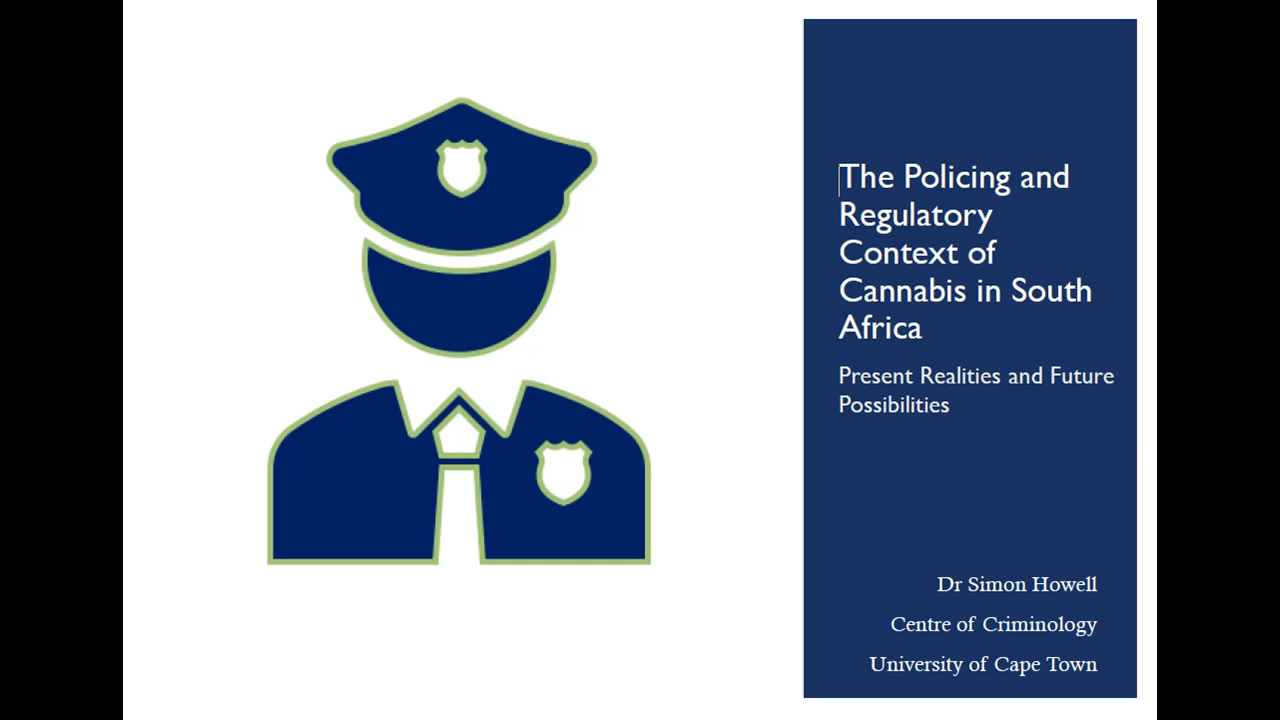 The Policing and
Regulatory
Context of
Cannabis in South
Africa
Present Realities and Future
Possibilities
Dr Simon Howell
Centre of Criminology
University of Cape Town